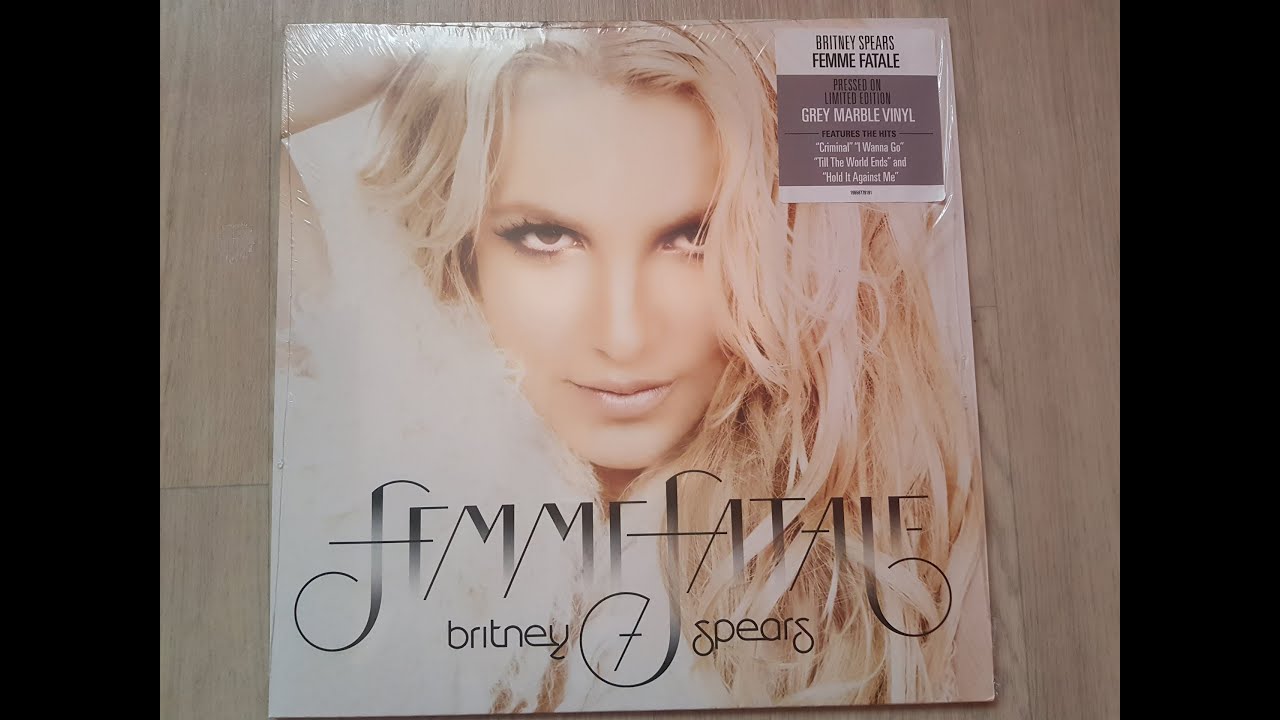 BRITNEY SPEARS
FEMME FATALE
PRESSED ON
LIMITED EDITION
GREY MARBLE VINYL
FEATURES THE HITS
“Criminal” “I Wanna Go”
“Till The World Ends” and
“Hold It Against Me”
FEMME FATALE
britney 7 spears